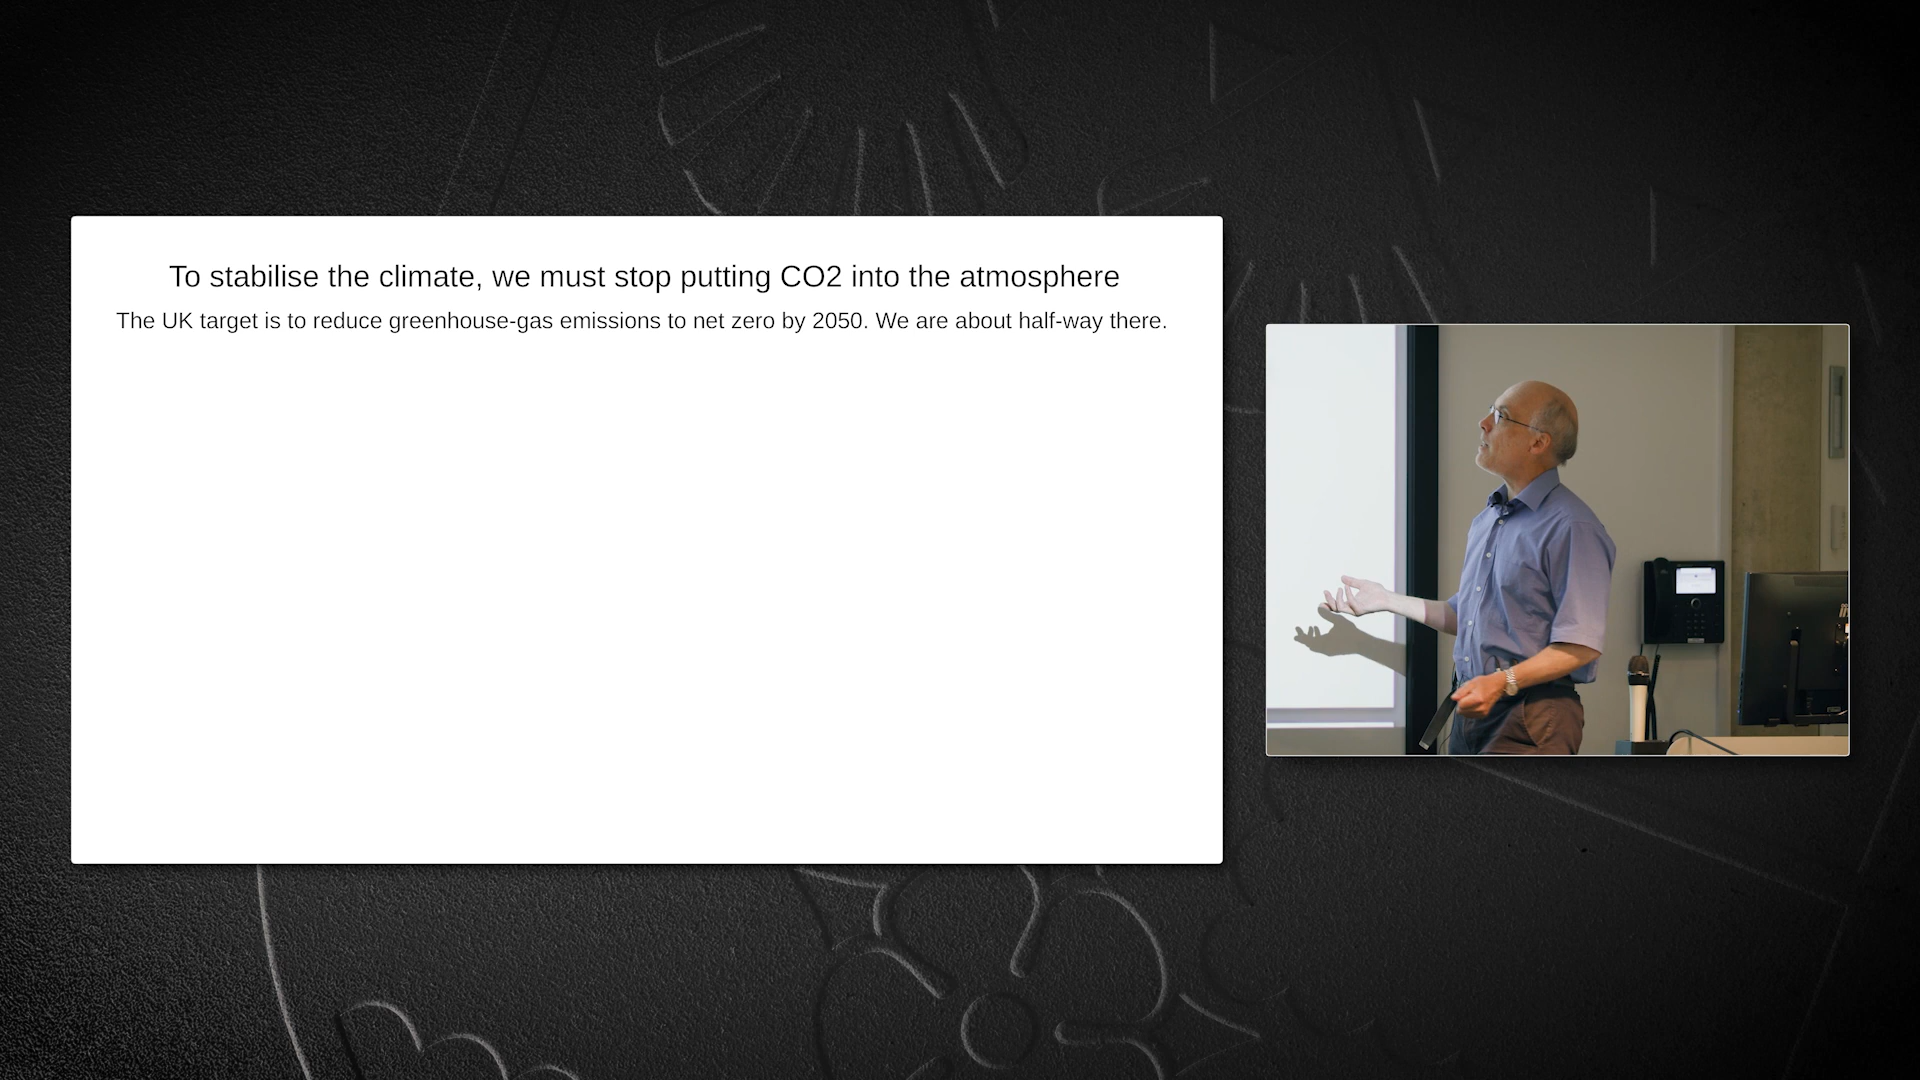 To stabilise the climate, we must stop putting CO2 into the atmosphere
The UK target is to reduce greenhouse-gas emissions to net zero by 2050. We are about half-way there.